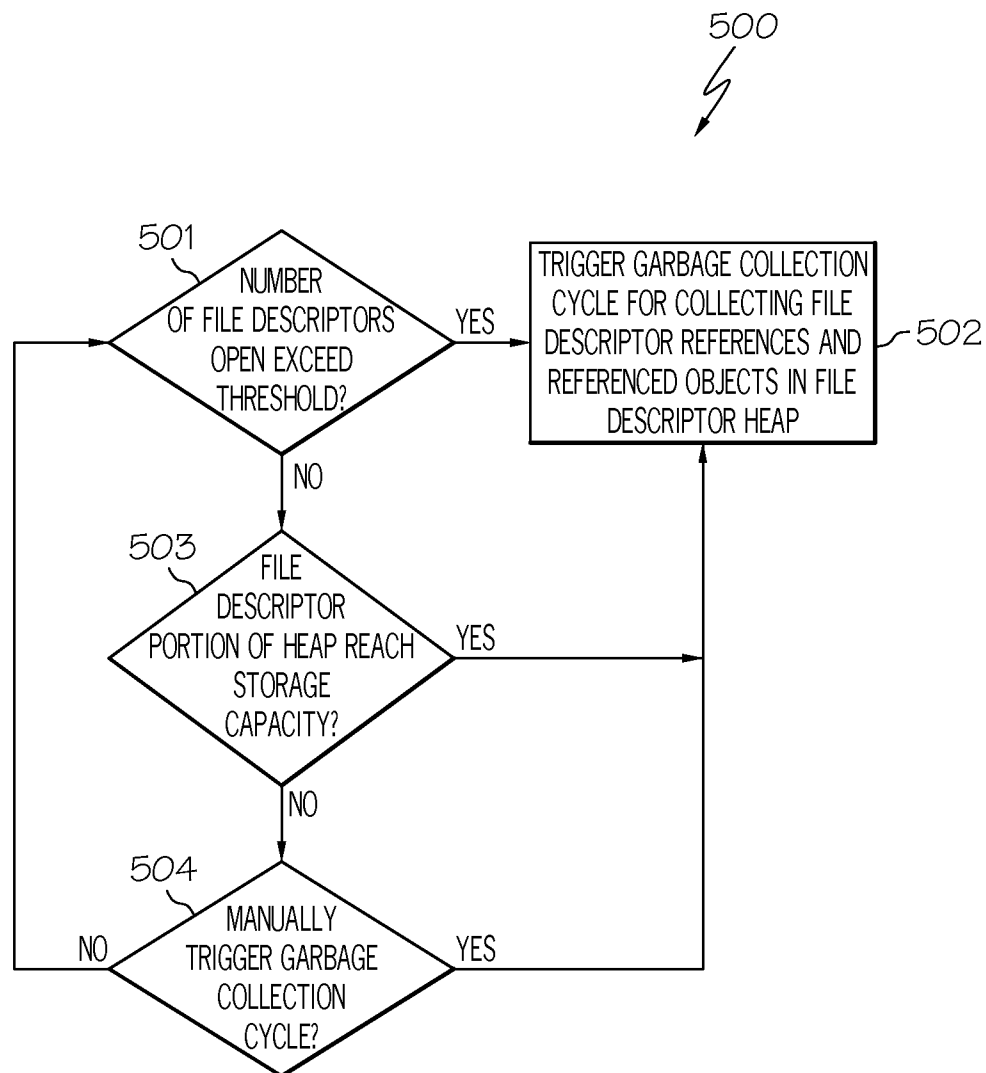 500
501
NUMBER
OF FILE DESCRIPTORS
OPEN EXCEED
THRESHOLD?
YES
TRIGGER GARBAGE COLLECTION
CYCLE FOR COLLECTING FILE
DESCRIPTOR REFERENCES AND
REFERENCED OBJECTS IN FILE
DESCRIPTOR HEAP
502
NO
503
FILE
DESCRIPTOR
PORTION OF HEAP REACH
STORAGE
CAPACITY?
YES
NO
504
MANUALLY
TRIGGER GARBAGE
COLLECTION
CYCLE?
NO
YES